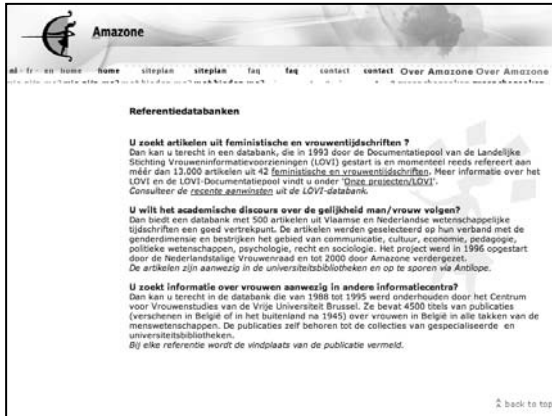 Amazone
nl - fr - en home home siteplan siteplan faq faq contact contact Over Amazone Over Amazone
Referentiedatabanken
U zoekt artikelen uit feministische en vrouwentijdschriften ?
Dan kan u terecht in een databank, die in 1993 door de Documentatiepool van de Landelijke
Stichting Vrouweninformatievoorzieningen (LOVI) gestart is en momenteel reeds refereert aan
méér dan 13.000 artikelen uit 42 feministische en vrouwentijdschriften. Meer informatie over het
LOVI en de LOVI-Documentatiepool vindt u onder 'Onze projecten/LOVI'.
Consulteer de recente aanwinsten uit de LOVI-databank.
U wilt het academische discours over de gelijkheid man/vrouw volgen?
Dan biedt een databank met 500 artikelen uit Vlaamse en Nederlandse wetenschappelijke
tijdschriften een goed vertrekpunt. De artikelen werden geselecteerd op hun verband met de
genderdimensie en bestrijken het gebied van communicatie, cultuur, economie, pedagogie,
politieke wetenschappen, psychologie, recht en sociologie. Het project werd in 1996 opgestart
door de Nederlandstalige Vrouwenraad en tot 2000 door Amazone verdergezet.
De artikelen zijn aanwezig in de universiteitsbibliotheken en op te sporen via Antilope.
U zoekt informatie over vrouwen aanwezig in andere informatiecentra?
Dan kan u terecht in de databank die van 1988 tot 1995 werd onderhouden door het Centrum
voor Vrouwenstudies van de Vrije Universiteit Brussel. Ze bevat 4500 titels van publicaties
(verschenen in België of in het buitenland na 1945) over vrouwen in België in alle takken van de
menswetenschappen. De publicaties zelf behoren tot de collecties van gespecialiseerde en
universiteitsbibliotheken.
Bij elke referentie wordt de vindplaats van de publicatie vermeld.
back to top